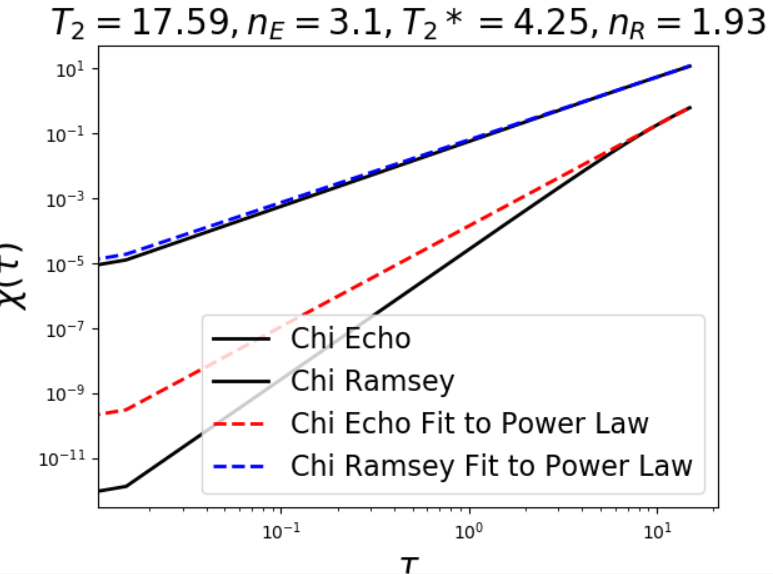 T₂ = 17.59, n_E = 3.1, T₂* = 4.25, n_R = 1.93
10¹
10⁻¹
10⁻³
10⁻⁵
10⁻⁷
10⁻⁹
10⁻¹¹
χ(τ)
Chi Echo
Chi Ramsey
Chi Echo Fit to Power Law
Chi Ramsey Fit to Power Law
10⁻¹ 10⁰ 10¹